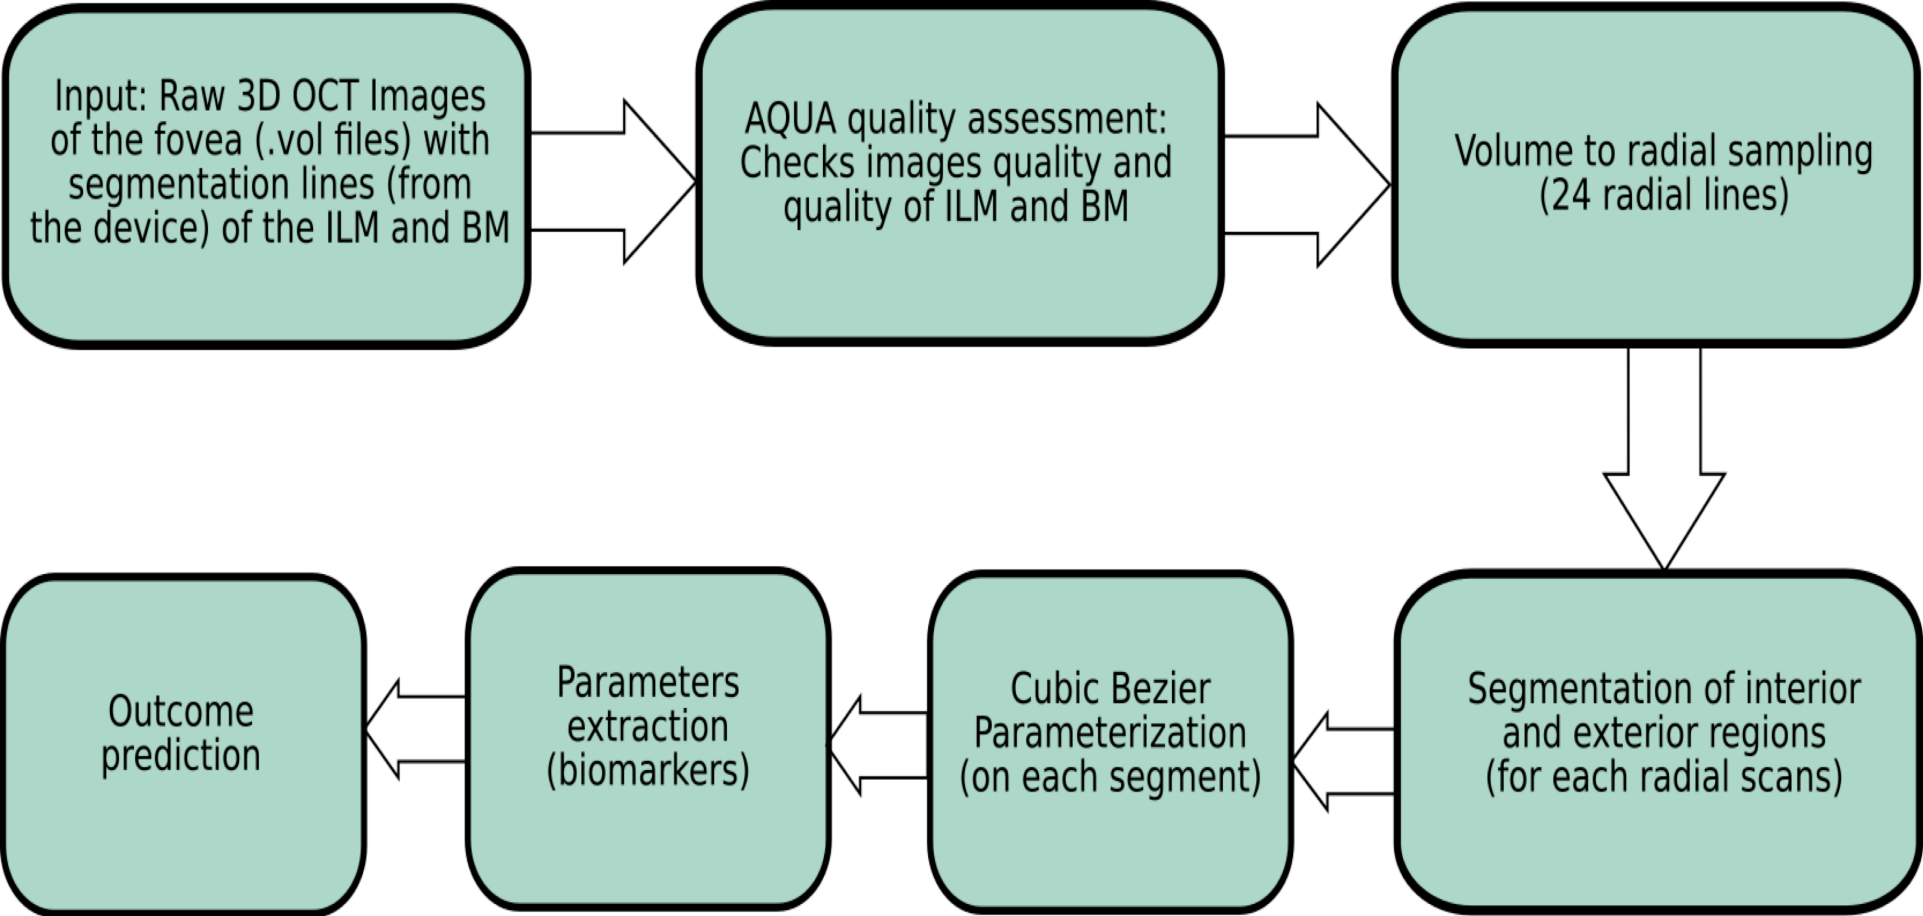 Input: Raw 3D OCT Images
of the fovea (.vol files) with
segmentation lines (from
the device) of the ILM and BM
AQUA quality assessment:
Checks images quality and
quality of ILM and BM
Volume to radial sampling
(24 radial lines)
Segmentation of interior
and exterior regions
(for each radial scans)
Cubic Bezier
Parameterization
(on each segment)
Parameters
extraction
(biomarkers)
Outcome
prediction